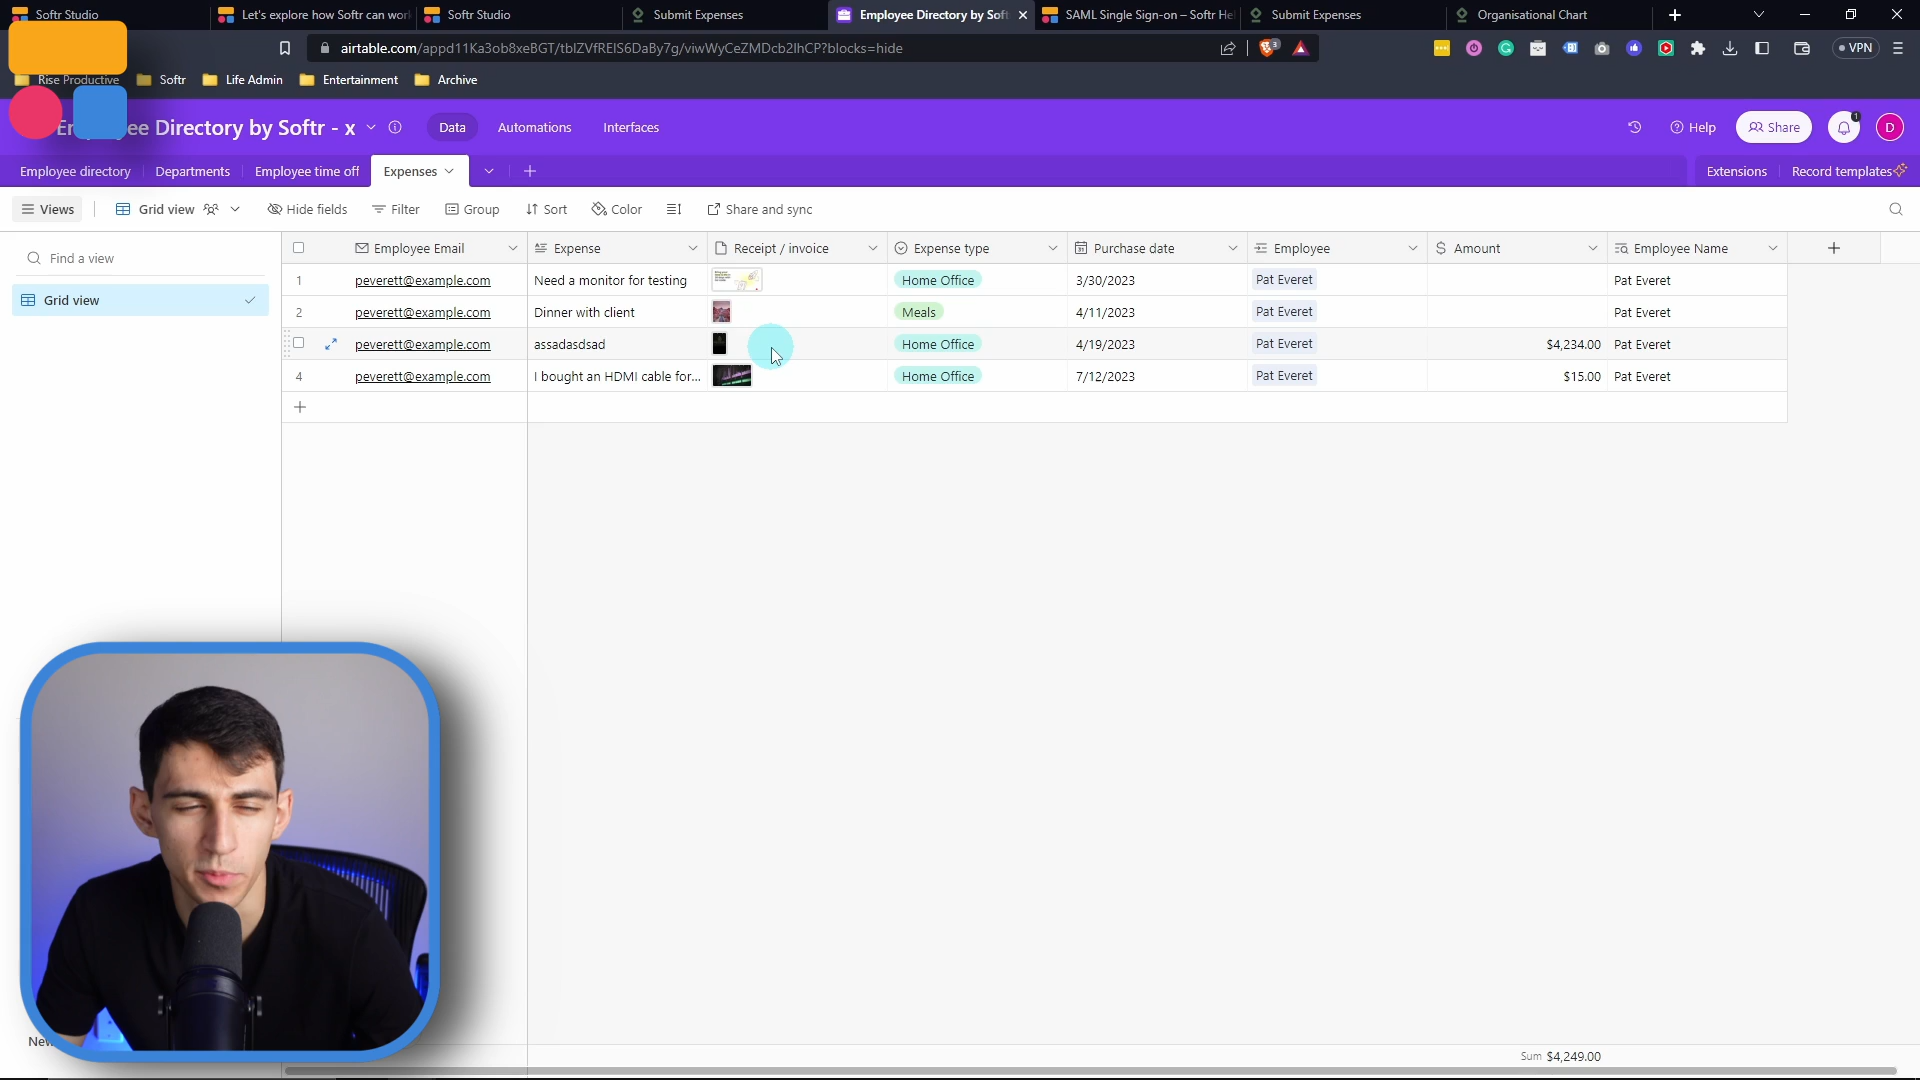 Softr Studio
Let's explore how Softr can wor
Softr Studio
Submit Expenses
Employee Directory by Soft
SAML Single Sign-on – Softr He
Submit Expenses
Organisational Chart
airtable.com/appd11Ka3ob8xeBGT/tblZVfREIS6DaBy7g/viwWyCeZMDcb2IhCP?blocks=hide
VPN
Rise Productive
Softr
Life Admin
Entertainment
Archive
ee Directory by Softr - x
Data
Automations
Interfaces
Help
Share
1
D
Employee directory
Departments
Employee time off
Expenses
Extensions
Record templates
Views
Grid view
Hide fields
Filter
Group
Sort
Color
Share and sync
Find a view
Grid view
Employee Email
Expense
Receipt / invoice
Expense type
Purchase date
Employee
Amount
Employee Name
1 peverett@example.com Need a monitor for testing Home Office 3/30/2023 Pat Everet Pat Everet
2 peverett@example.com Dinner with client Meals 4/11/2023 Pat Everet Pat Everet
peverett@example.com assadasdsad Home Office 4/19/2023 Pat Everet $4,234.00 Pat Everet
4 peverett@example.com I bought an HDMI cable for... Home Office 7/12/2023 Pat Everet $15.00 Pat Everet
Sum $4,249.00